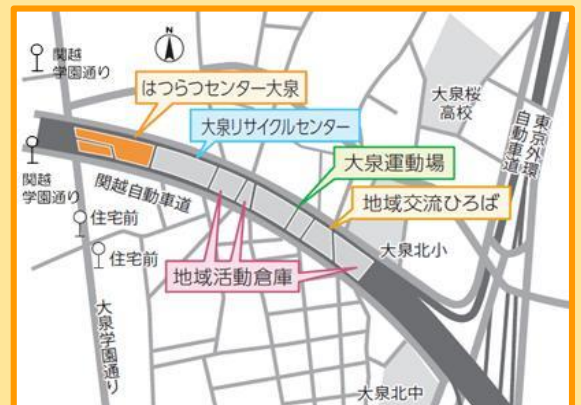 関越
学園通り
はつらつセンター大泉
大泉リサイクルセンター
大泉桜
高校
東京外環
自動車道
大泉運動場
地域交流ひろば
関越
学園通り
関越自動車道
住宅前
住宅前
地域活動倉庫
大泉北小
大泉学園通り
大泉北中
N